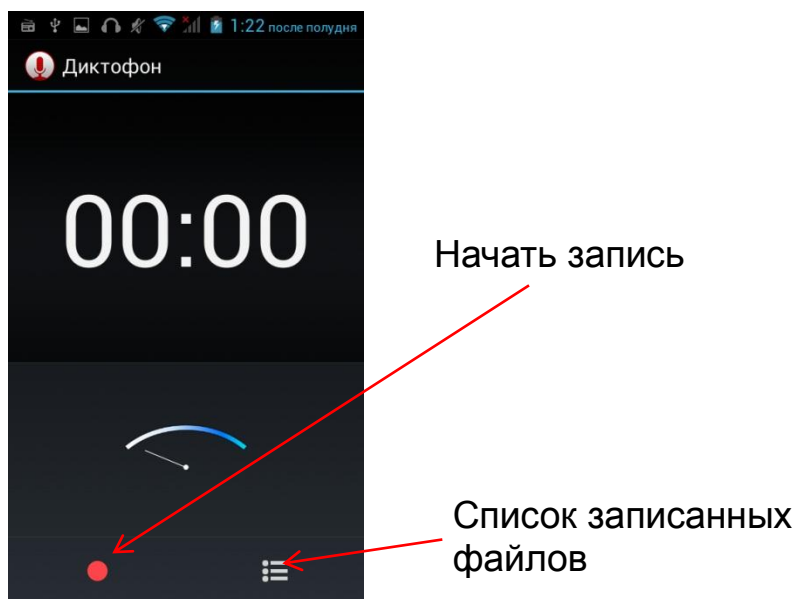 1:22 после полудня
Диктофон
00:00
Начать запись
Список записанных
файлов